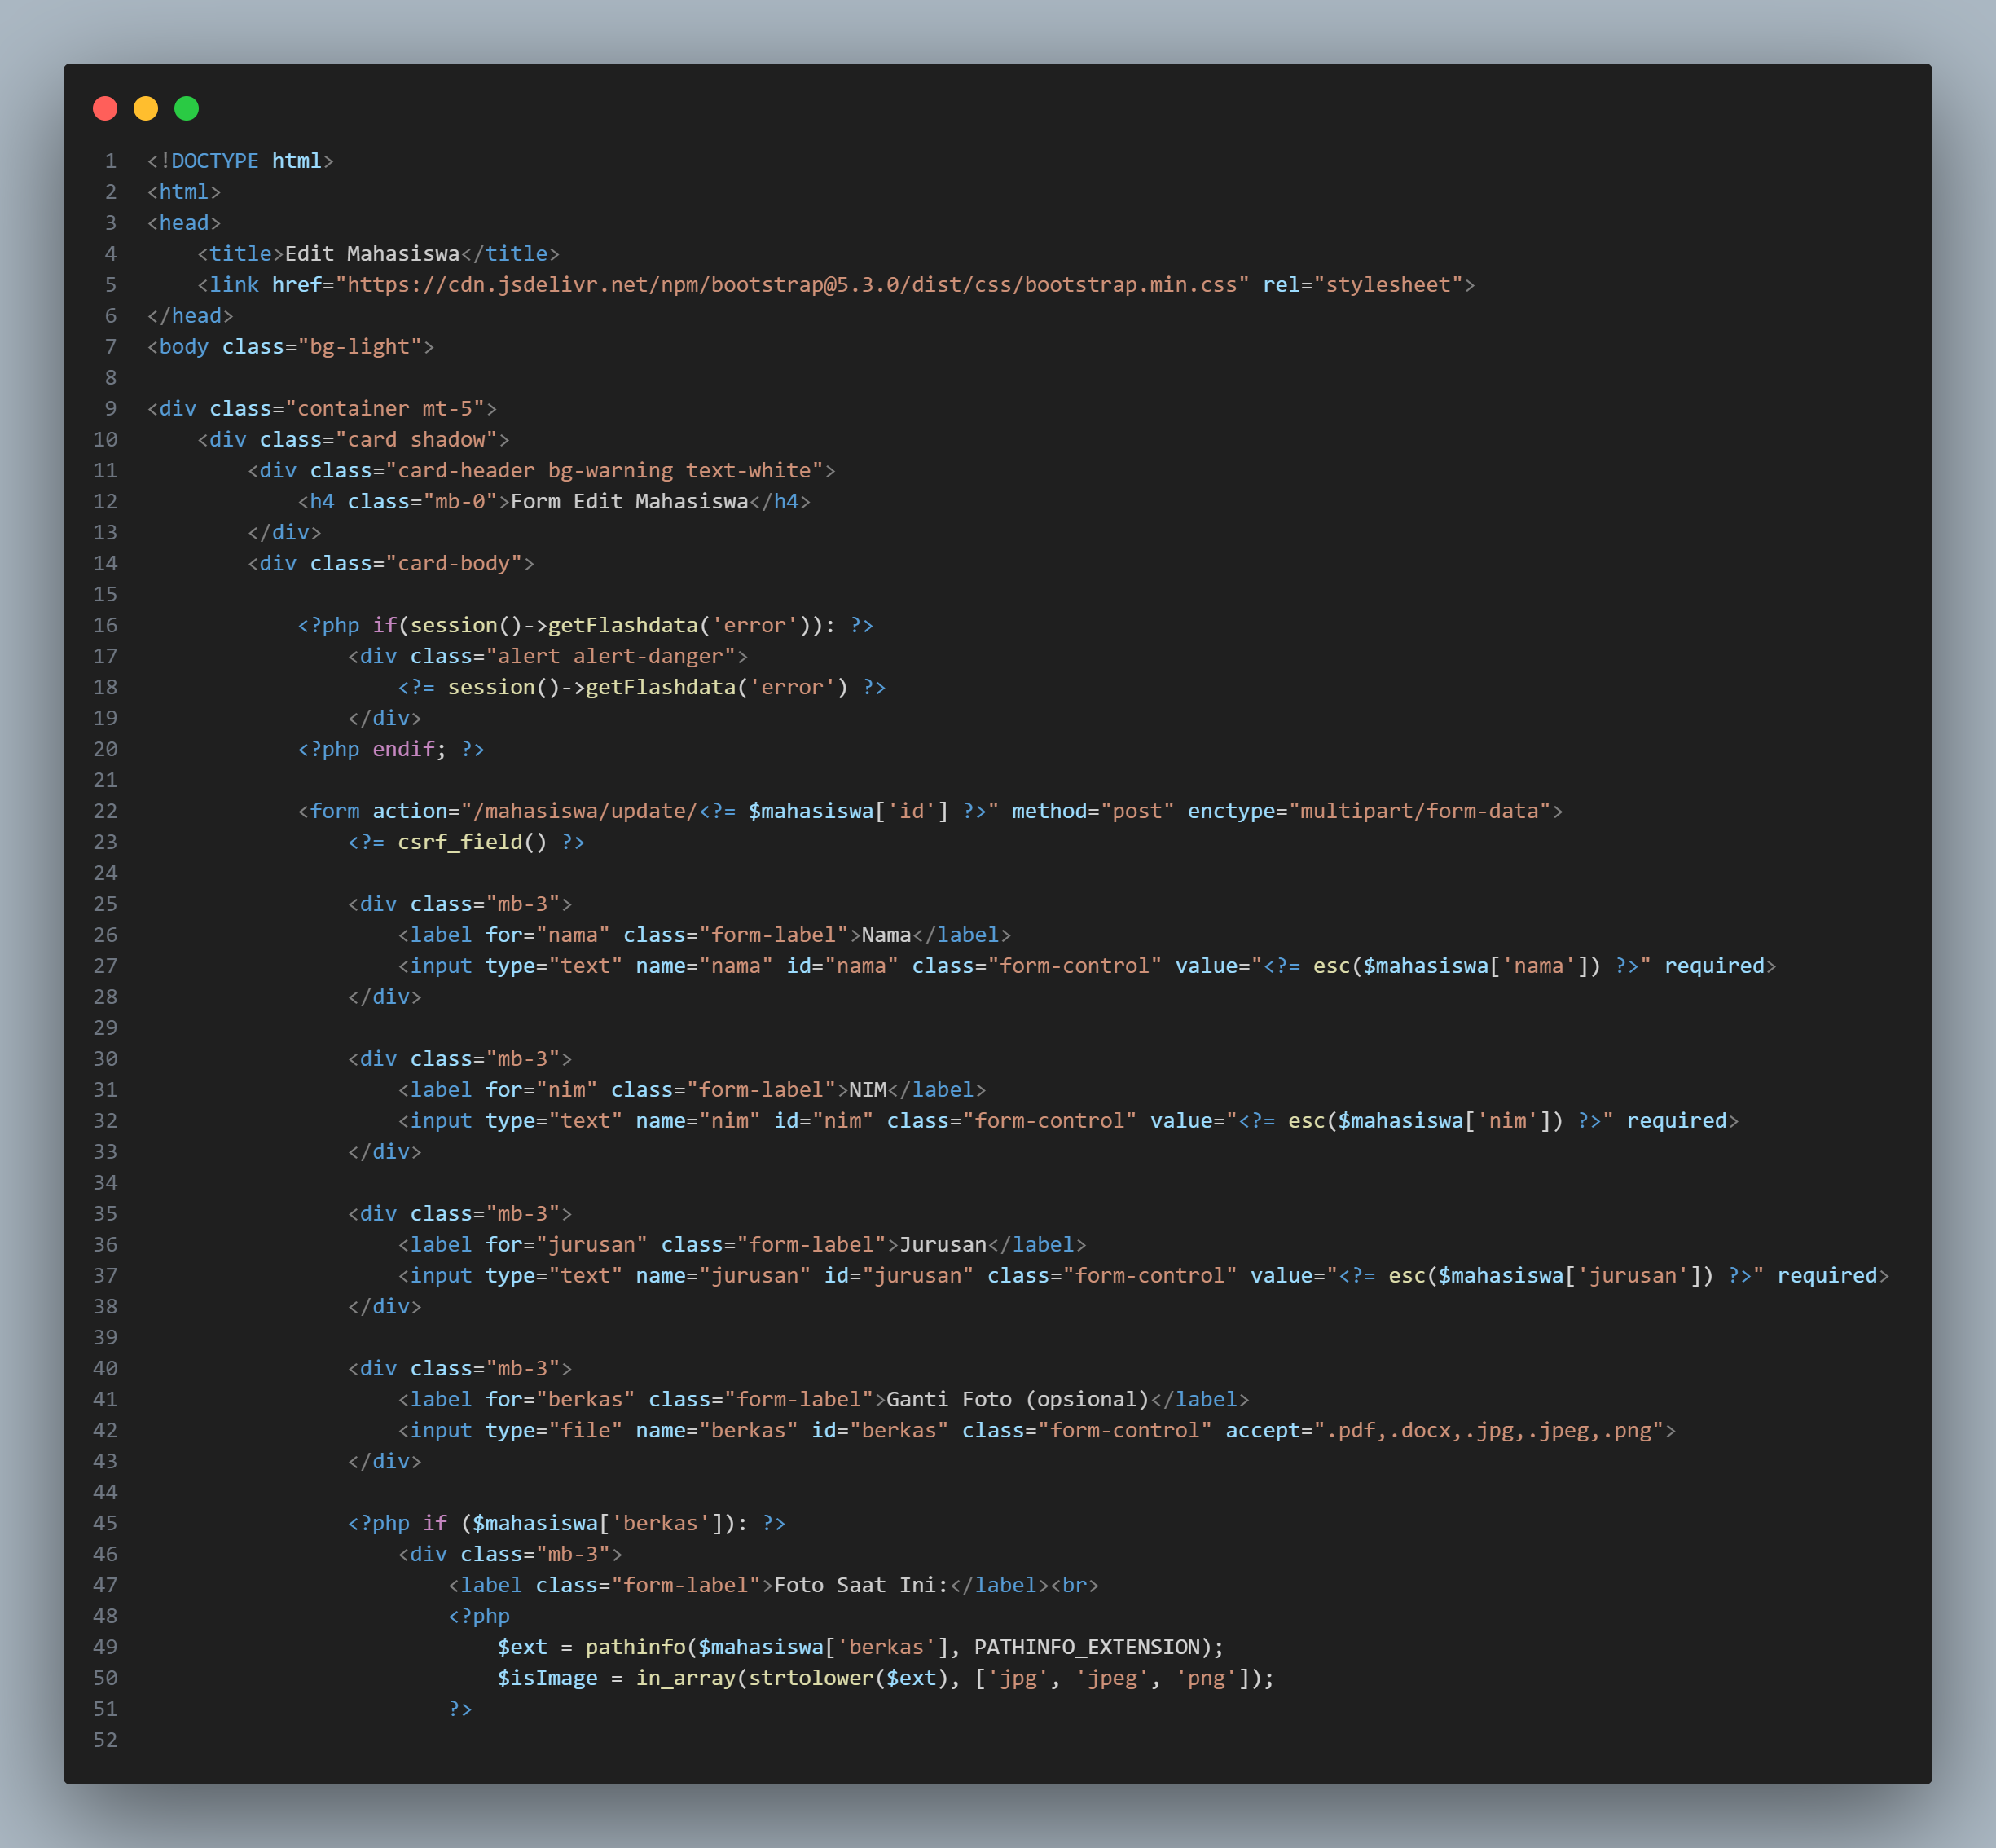 1 <!DOCTYPE html>
2 <html>
3 <head>
4     <title>Edit Mahasiswa</title>
5     <link href="https://cdn.jsdelivr.net/npm/bootstrap@5.3.0/dist/css/bootstrap.min.css" rel="stylesheet">
6 </head>
7 <body class="bg-light">
8
9 <div class="container mt-5">
10     <div class="card shadow">
11         <div class="card-header bg-warning text-white">
12             <h4 class="mb-0">Form Edit Mahasiswa</h4>
13         </div>
14         <div class="card-body">
15
16             <?php if(session()->getFlashdata('error')): ?>
17                 <div class="alert alert-danger">
18                     <?= session()->getFlashdata('error') ?>
19                 </div>
20             <?php endif; ?>
21
22             <form action="/mahasiswa/update/<?= $mahasiswa['id'] ?>" method="post" enctype="multipart/form-data">
23                 <?= csrf_field() ?>
24
25                 <div class="mb-3">
26                     <label for="nama" class="form-label">Nama</label>
27                     <input type="text" name="nama" id="nama" class="form-control" value="<?= esc($mahasiswa['nama']) ?>" required>
28                 </div>
29
30                 <div class="mb-3">
31                     <label for="nim" class="form-label">NIM</label>
32                     <input type="text" name="nim" id="nim" class="form-control" value="<?= esc($mahasiswa['nim']) ?>" required>
33                 </div>
34
35                 <div class="mb-3">
36                     <label for="jurusan" class="form-label">Jurusan</label>
37                     <input type="text" name="jurusan" id="jurusan" class="form-control" value="<?= esc($mahasiswa['jurusan']) ?>" required>
38                 </div>
39
40                 <div class="mb-3">
41                     <label for="berkas" class="form-label">Ganti Foto (opsional)</label>
42                     <input type="file" name="berkas" id="berkas" class="form-control" accept=".pdf,.docx,.jpg,.jpeg,.png">
43                 </div>
44
45                 <?php if ($mahasiswa['berkas']): ?>
46                     <div class="mb-3">
47                         <label class="form-label">Foto Saat Ini:</label><br>
48                         <?php
49                             $ext = pathinfo($mahasiswa['berkas'], PATHINFO_EXTENSION);
50                             $isImage = in_array(strtolower($ext), ['jpg', 'jpeg', 'png']);
51                         ?>
52